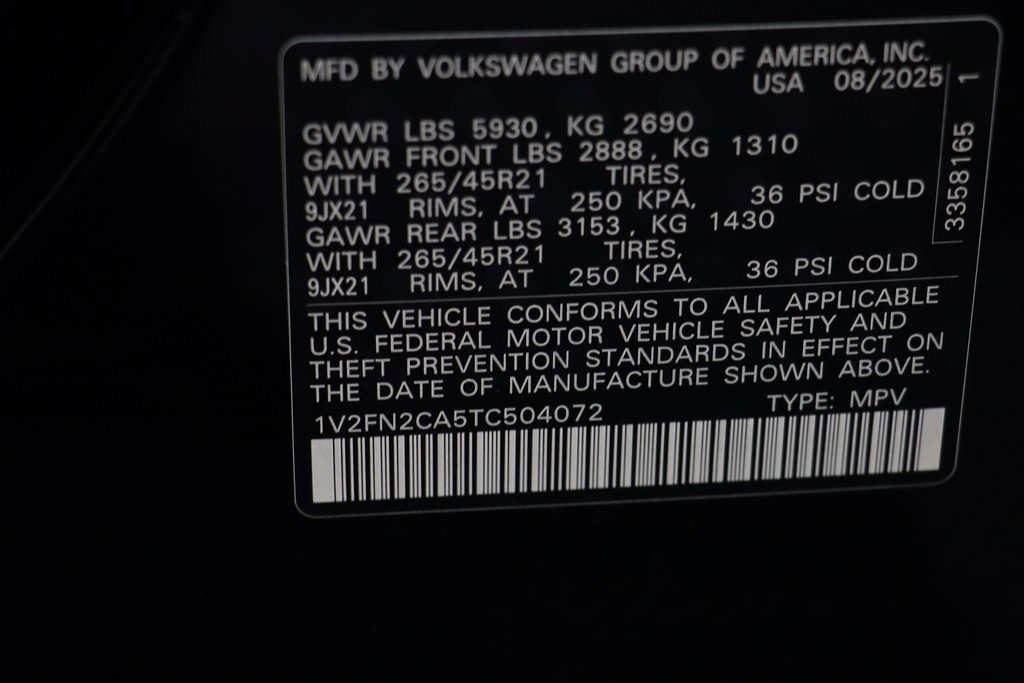 MFD BY VOLKSWAGEN GROUP OF AMERICA, INC.
USA 08/2025
GVWR LBS 5930, KG 2690
GAWR FRONT LBS 2888, KG 1310
WITH 265/45R21 TIRES,
9JX21 RIMS, AT 250 KPA, 36 PSI COLD
GAWR REAR LBS 3153, KG 1430
WITH 265/45R21 TIRES,
9JX21 RIMS, AT 250 KPA, 36 PSI COLD
THIS VEHICLE CONFORMS TO ALL APPLICABLE
U.S. FEDERAL MOTOR VEHICLE SAFETY AND
THEFT PREVENTION STANDARDS IN EFFECT ON
THE DATE OF MANUFACTURE SHOWN ABOVE.
1V2FN2CA5TC504072 TYPE: MPV
3358165 1